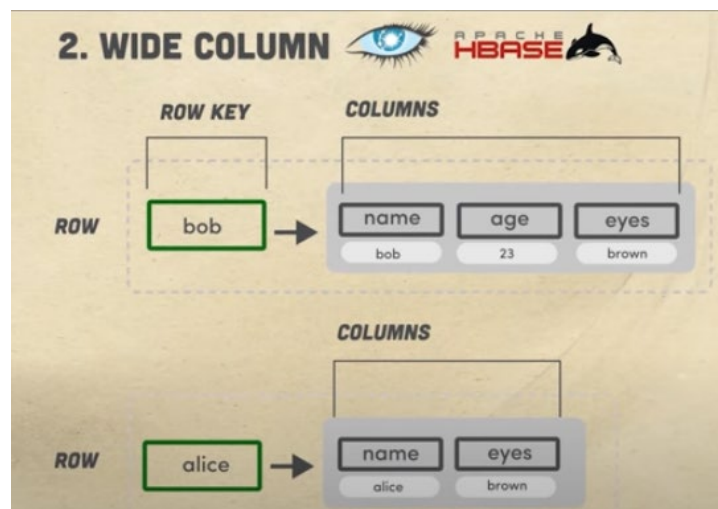 2. WIDE COLUMN APACHE HBASE
ROW KEY COLUMNS
ROW bob name age eyes
bob 23 brown
COLUMNS
ROW alice name eyes
alice brown